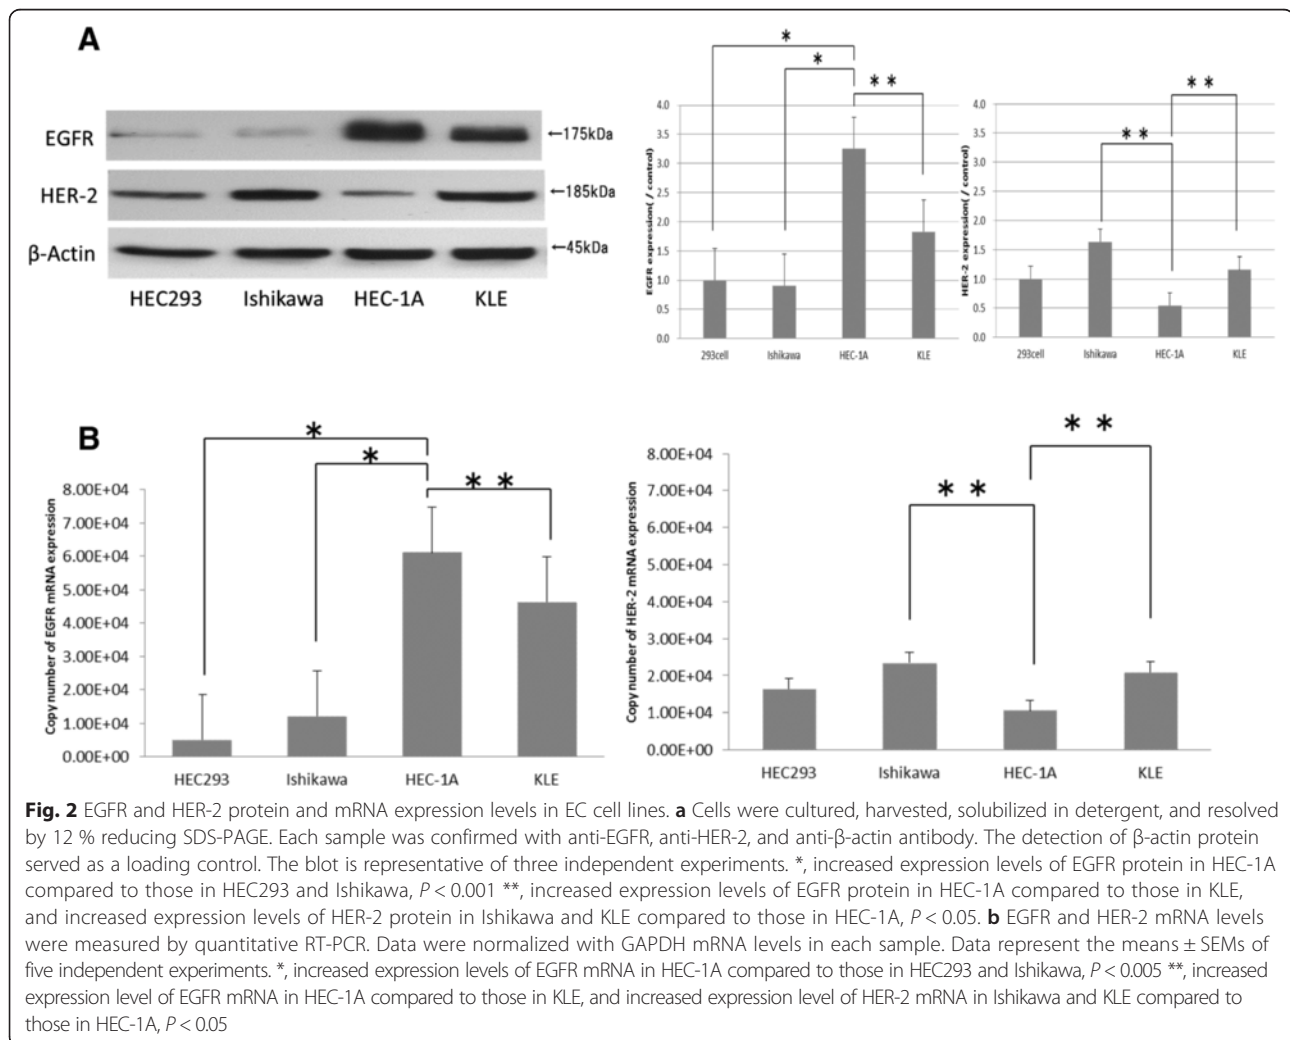 A
EGFR
HER-2
β-Actin
←175kDa
←185kDa
←45kDa
HEC293 Ishikawa HEC-1A KLE
*
*
* *
EGFR expression( / control)
4.0
3.5
3.0
2.5
2.0
1.5
1.0
0.5
0.0
293cell Ishikawa HEC-1A KLE
* *
* *
HER-2 expression( / control)
4.0
3.5
3.0
2.5
2.0
1.5
1.0
0.5
0.0
293cell Ishikawa HEC-1A KLE
B
*
*
* *
Copy number of EGFR mRNA expression
8.00E+04
7.00E+04
6.00E+04
5.00E+04
4.00E+04
3.00E+04
2.00E+04
1.00E+04
0.00E+00
HEC293 Ishikawa HEC-1A KLE
* *
* *
Copy number of HER-2 mRNA expression
8.00E+04
7.00E+04
6.00E+04
5.00E+04
4.00E+04
3.00E+04
2.00E+04
1.00E+04
0.00E+00
HEC293 Ishikawa HEC-1A KLE
Fig. 2 EGFR and HER-2 protein and mRNA expression levels in EC cell lines. a Cells were cultured, harvested, solubilized in detergent, and resolved
by 12 % reducing SDS-PAGE. Each sample was confirmed with anti-EGFR, anti-HER-2, and anti-β-actin antibody. The detection of β-actin protein
served as a loading control. The blot is representative of three independent experiments. *, increased expression levels of EGFR protein in HEC-1A
compared to those in HEC293 and Ishikawa, P < 0.001 **, increased expression levels of EGFR protein in HEC-1A compared to those in KLE,
and increased expression levels of HER-2 protein in Ishikawa and KLE compared to those in HEC-1A, P < 0.05. b EGFR and HER-2 mRNA levels
were measured by quantitative RT-PCR. Data were normalized with GAPDH mRNA levels in each sample. Data represent the means ± SEMs of
five independent experiments. *, increased expression levels of EGFR mRNA in HEC-1A compared to those in HEC293 and Ishikawa, P < 0.005 **, increased
expression level of EGFR mRNA in HEC-1A compared to those in KLE, and increased expression level of HER-2 mRNA in Ishikawa and KLE compared to
those in HEC-1A, P < 0.05